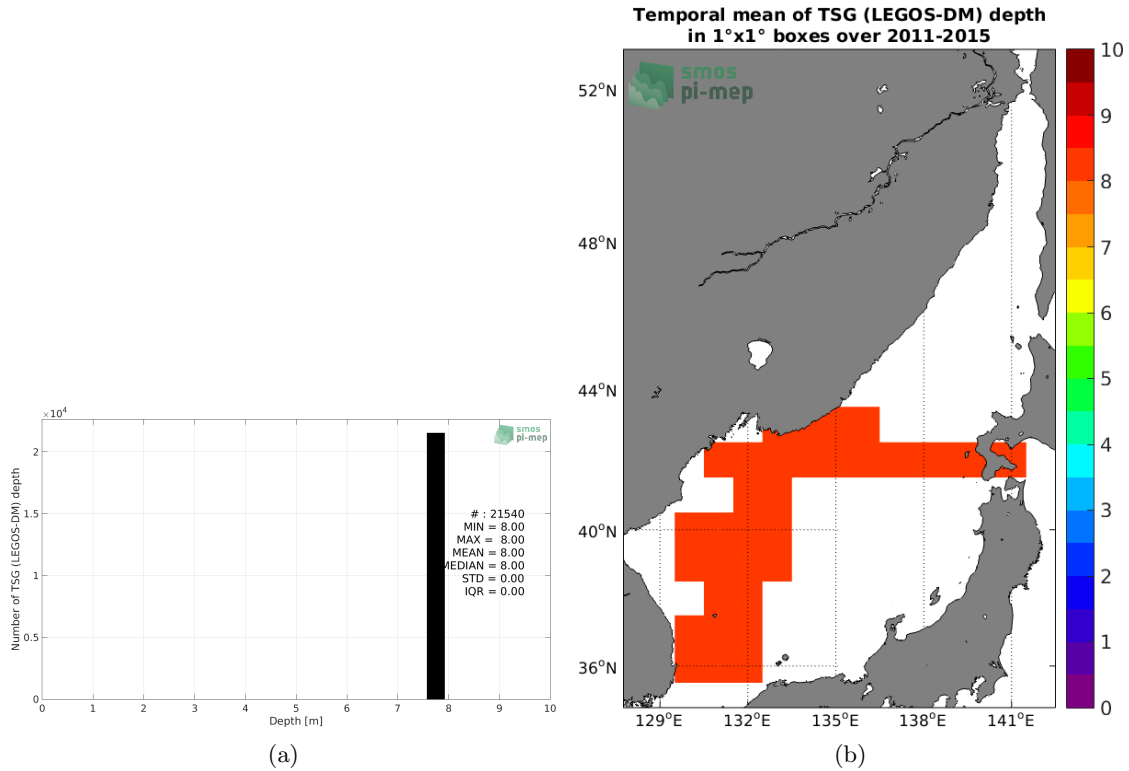 ×10⁴
smos
pi-mep
2
1.5
1
0.5
0
Number of TSG (LEGOS-DM) depth
# : 21540
MIN = 8.00
MAX = 8.00
MEAN = 8.00
MEDIAN = 8.00
STD = 0.00
IQR = 0.00
0 1 2 3 4 5 6 7 8 9 10
Depth [m]
(a)
Temporal mean of TSG (LEGOS-DM) depth
in 1°x1° boxes over 2011-2015
smos
pi-mep
52°N
48°N
44°N
40°N
36°N
129°E 132°E 135°E 138°E 141°E
10
9
8
7
6
5
4
3
2
1
0
(b)